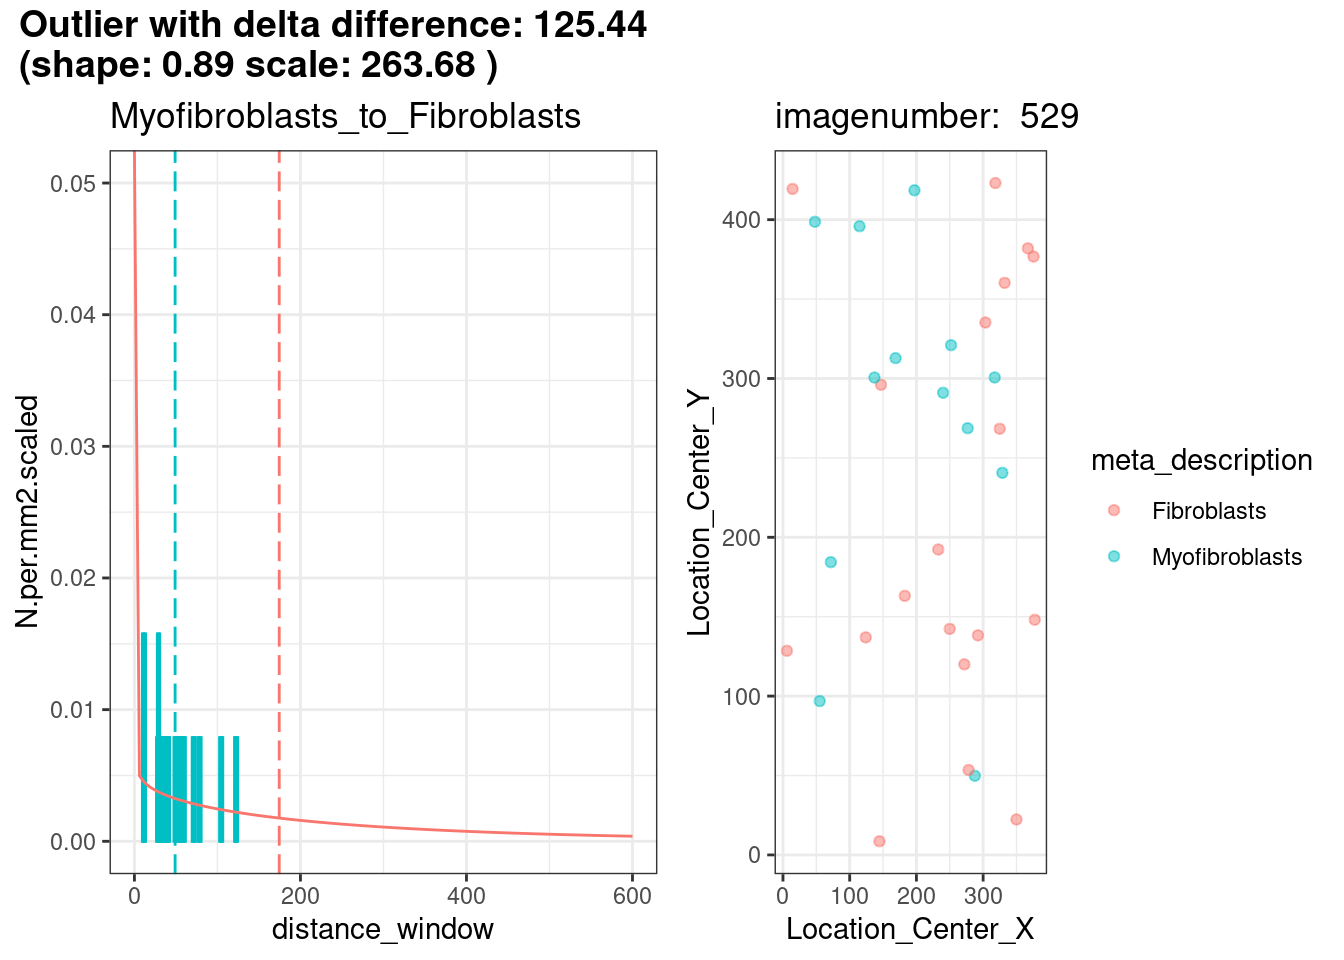 Outlier with delta difference: 125.44
(shape: 0.89 scale: 263.68 )
Myofibroblasts_to_Fibroblasts
N.per.mm2.scaled
0.05
0.04
0.03
0.02
0.01
0.00
0 200 400 600
distance_window
imagenumber:  529
Location_Center_Y
400
300
200
100
0
0 100 200 300
Location_Center_X
meta_description
Fibroblasts
Myofibroblasts